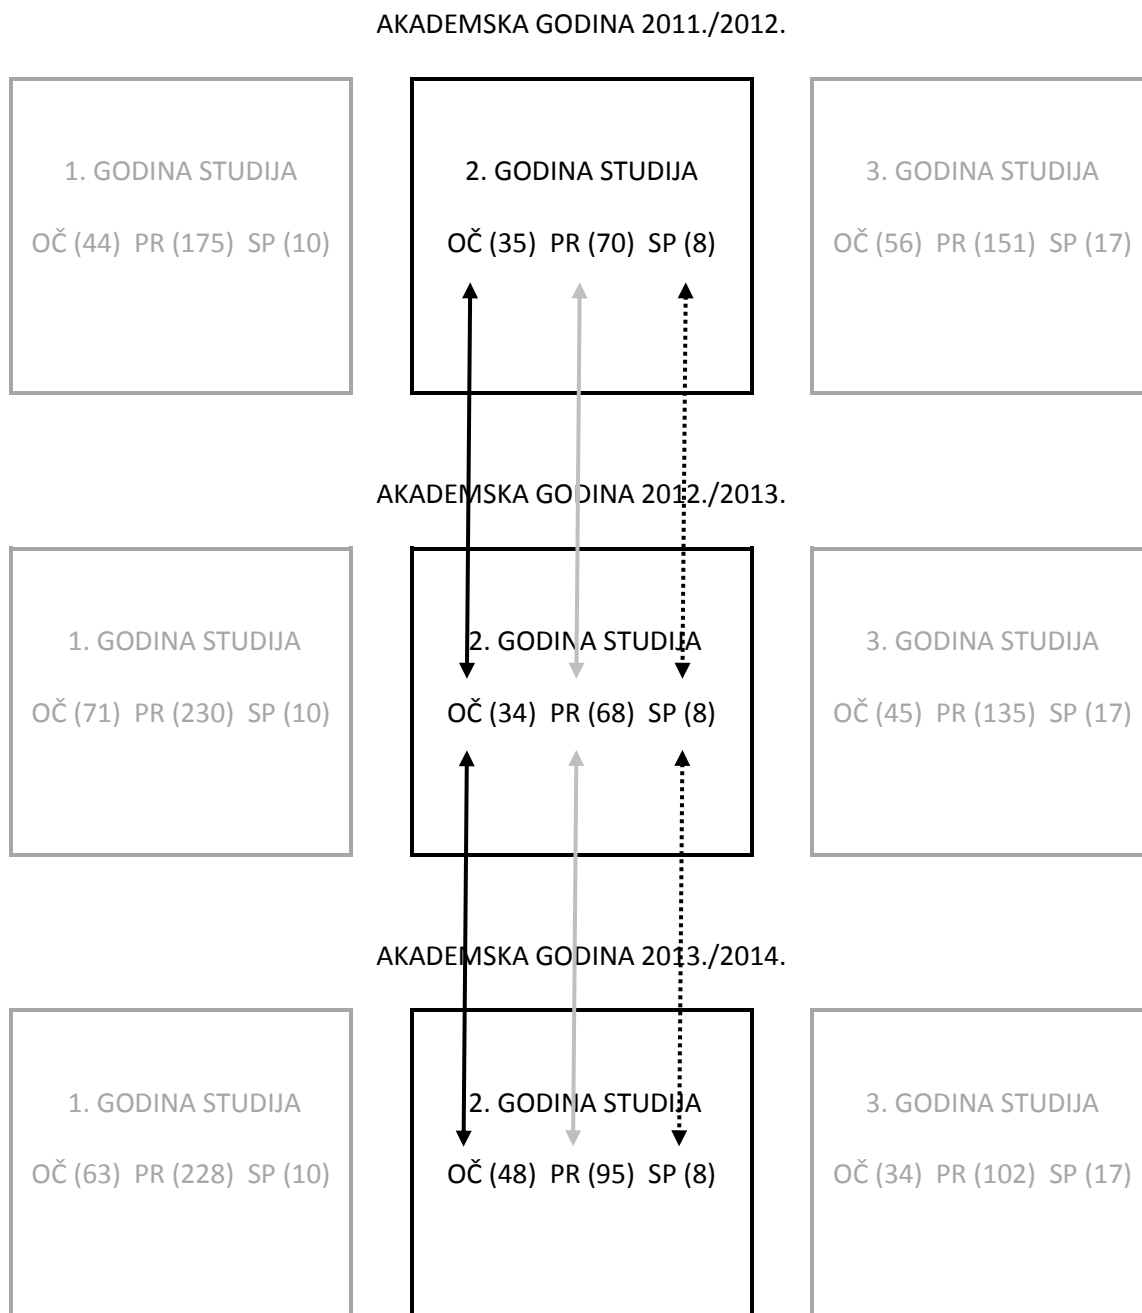 AKADEMSKA GODINA 2011./2012.
1. GODINA STUDIJA
OČ (44) PR (175) SP (10)
2. GODINA STUDIJA
OČ (35) PR (70) SP (8)
3. GODINA STUDIJA
OČ (56) PR (151) SP (17)
AKADEMSKA GODINA 2012./2013.
1. GODINA STUDIJA
OČ (71) PR (230) SP (10)
2. GODINA STUDIJA
OČ (34) PR (68) SP (8)
3. GODINA STUDIJA
OČ (45) PR (135) SP (17)
AKADEMSKA GODINA 2013./2014.
1. GODINA STUDIJA
OČ (63) PR (228) SP (10)
2. GODINA STUDIJA
OČ (48) PR (95) SP (8)
3. GODINA STUDIJA
OČ (34) PR (102) SP (17)